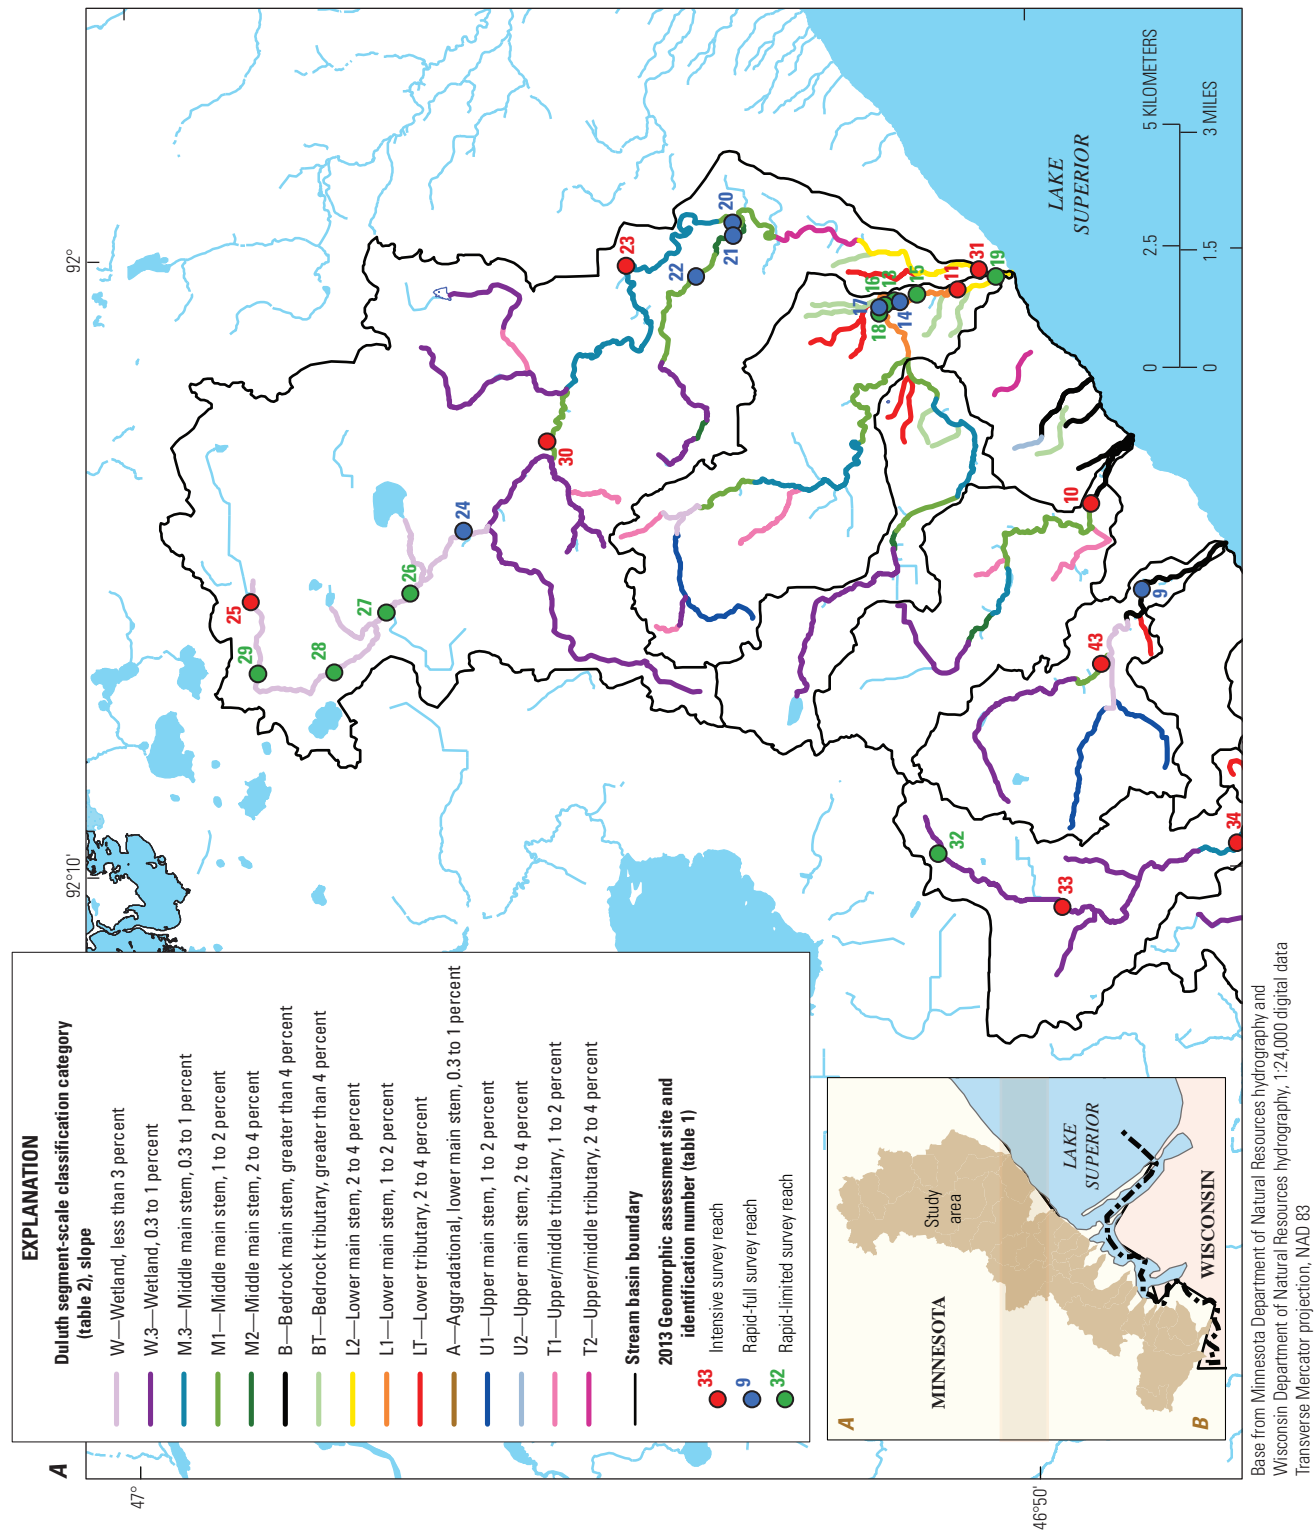 A
EXPLANATION
Duluth segment-scale classification category
(table 2), slope
W—Wetland, less than 3 percent
W.3—Wetland, 0.3 to 1 percent
M.3—Middle main stem, 0.3 to 1 percent
M1—Middle main stem, 1 to 2 percent
M2—Middle main stem, 2 to 4 percent
B—Bedrock main stem, greater than 4 percent
BT—Bedrock tributary, greater than 4 percent
L2—Lower main stem, 2 to 4 percent
L1—Lower main stem, 1 to 2 percent
LT—Lower tributary, 2 to 4 percent
A—Aggradational, lower main stem, 0.3 to 1 percent
U1—Upper main stem, 1 to 2 percent
U2—Upper main stem, 2 to 4 percent
T1—Upper/middle tributary, 1 to 2 percent
T2—Upper/middle tributary, 2 to 4 percent
Stream basin boundary
2013 Geomorphic assessment site and
identification number (table 1)
33 Intensive survey reach
9 Rapid-full survey reach
32 Rapid-limited survey reach
92°10'
92°
47°
46°50'
25
29
28
27
26
24
30
23
22
21
20
17
16
13
18
14
15
11
31
19
10
9
43
32
33
34
2
LAKE
SUPERIOR
0 2.5 5 KILOMETERS
0 1.5 3 MILES
A
MINNESOTA
Study
area
LAKE
SUPERIOR
WISCONSIN
B
Base from Minnesota Department of Natural Resources hydrography and
Wisconsin Department of Natural Resources hydrography, 1:24,000 digital data
Transverse Mercator projection, NAD 83